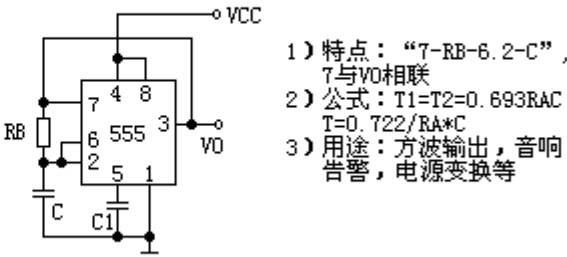 VCC
1）特点：“7-RB-6.2-C”，
7与VO相联
2）公式：T1=T2=0.693RAC
T=0.722/RA*C
3）用途：方波输出，音响
告警，电源变换等
4 8
7
RB
6 555 3
2
VO
5 1
C
C1